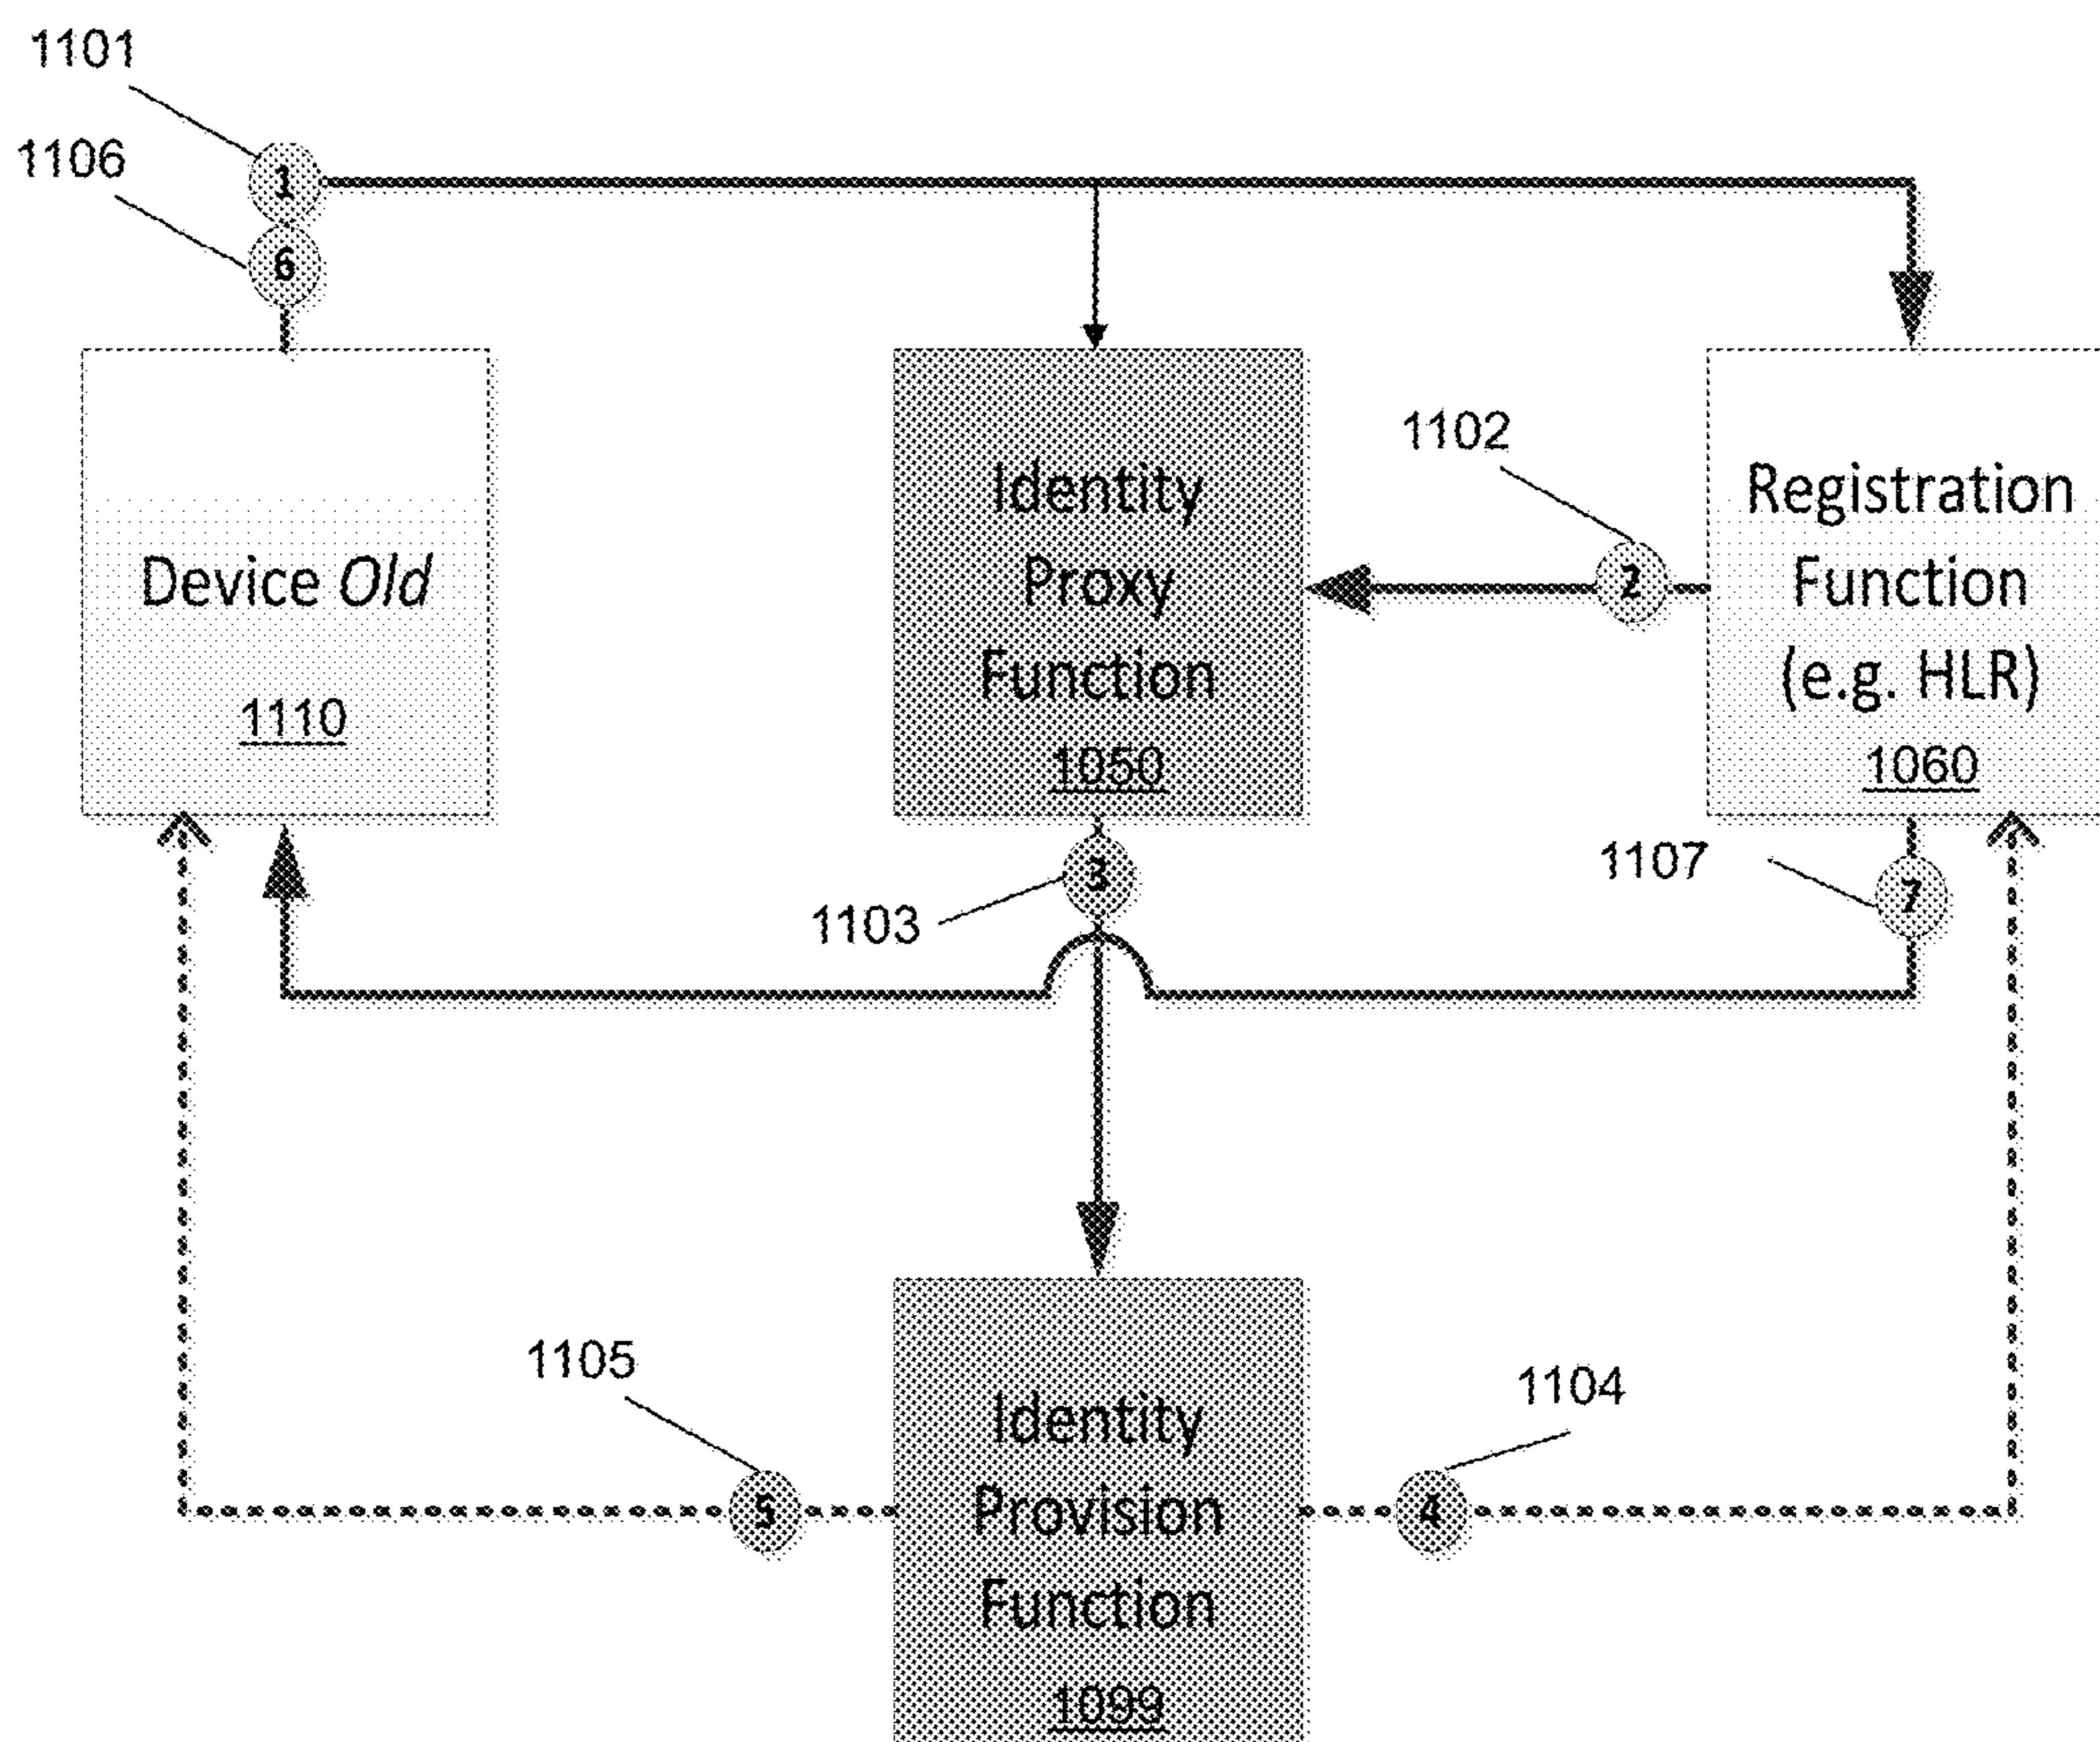 1101
1106
1
6
Device Old
1110
Identity
Proxy
Function
1050
1102
2
Registration
Function
(e.g. HLR)
1060
1103
3
1107
7
1105
5
Identity
Provision
Function
1099
1104
4